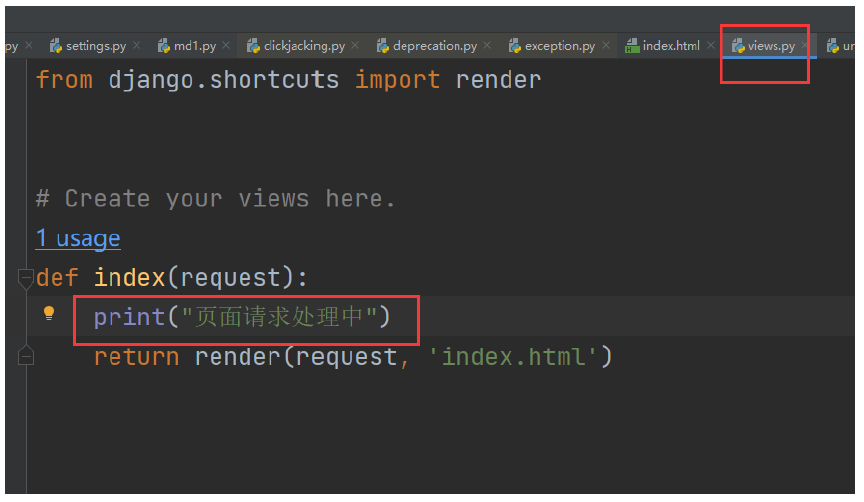 py settings.py md1.py clickjacking.py deprecation.py exception.py index.html views.py ur
from django.shortcuts import render
# Create your views here.
1 usage
def index(request):
print("页面请求处理中")
return render(request, 'index.html')